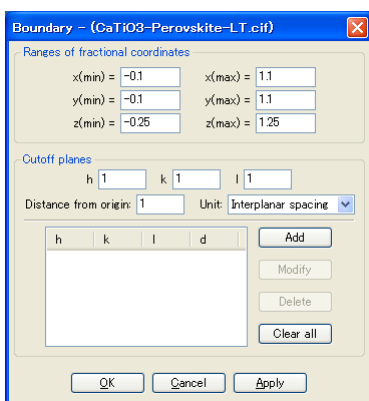 Boundary - (CaTiO3-Perovskite-LT.cif)
Ranges of fractional coordinates
x(min) = -0.1 x(max) = 1.1
y(min) = -0.1 y(max) = 1.1
z(min) = -0.25 z(max) = 1.25
Cutoff planes
h 1 k 1 l 1
Distance from origin: 1 Unit: Interplanar spacing
h k l d Add
Modify
Delete
Clear all
OK Cancel Apply